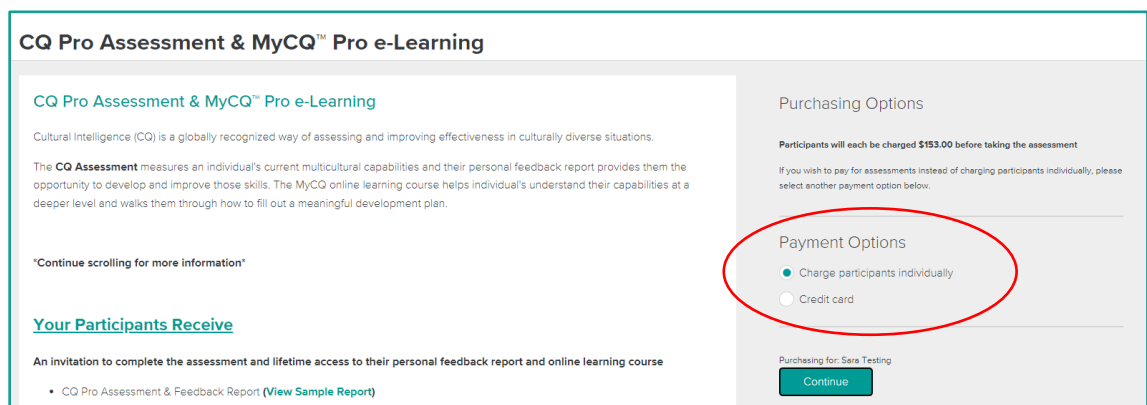 CQ Pro Assessment & MyCQ™ Pro e-Learning
CQ Pro Assessment & MyCQ™ Pro e-Learning
Cultural Intelligence (CQ) is a globally recognized way of assessing and improving effectiveness in culturally diverse situations.
The CQ Assessment measures an individual's current multicultural capabilities and their personal feedback report provides them the
opportunity to develop and improve those skills. The MyCQ online learning course helps individual's understand their capabilities at a
deeper level and walks them through how to fill out a meaningful development plan.
*Continue scrolling for more information*
Your Participants Receive
An invitation to complete the assessment and lifetime access to their personal feedback report and online learning course
• CQ Pro Assessment & Feedback Report (View Sample Report)
Purchasing Options
Participants will each be charged $153.00 before taking the assessment
If you wish to pay for assessments instead of charging participants individually, please
select another payment option below.
Payment Options
Charge participants individually
Credit card
Purchasing for: Sara Testing
Continue